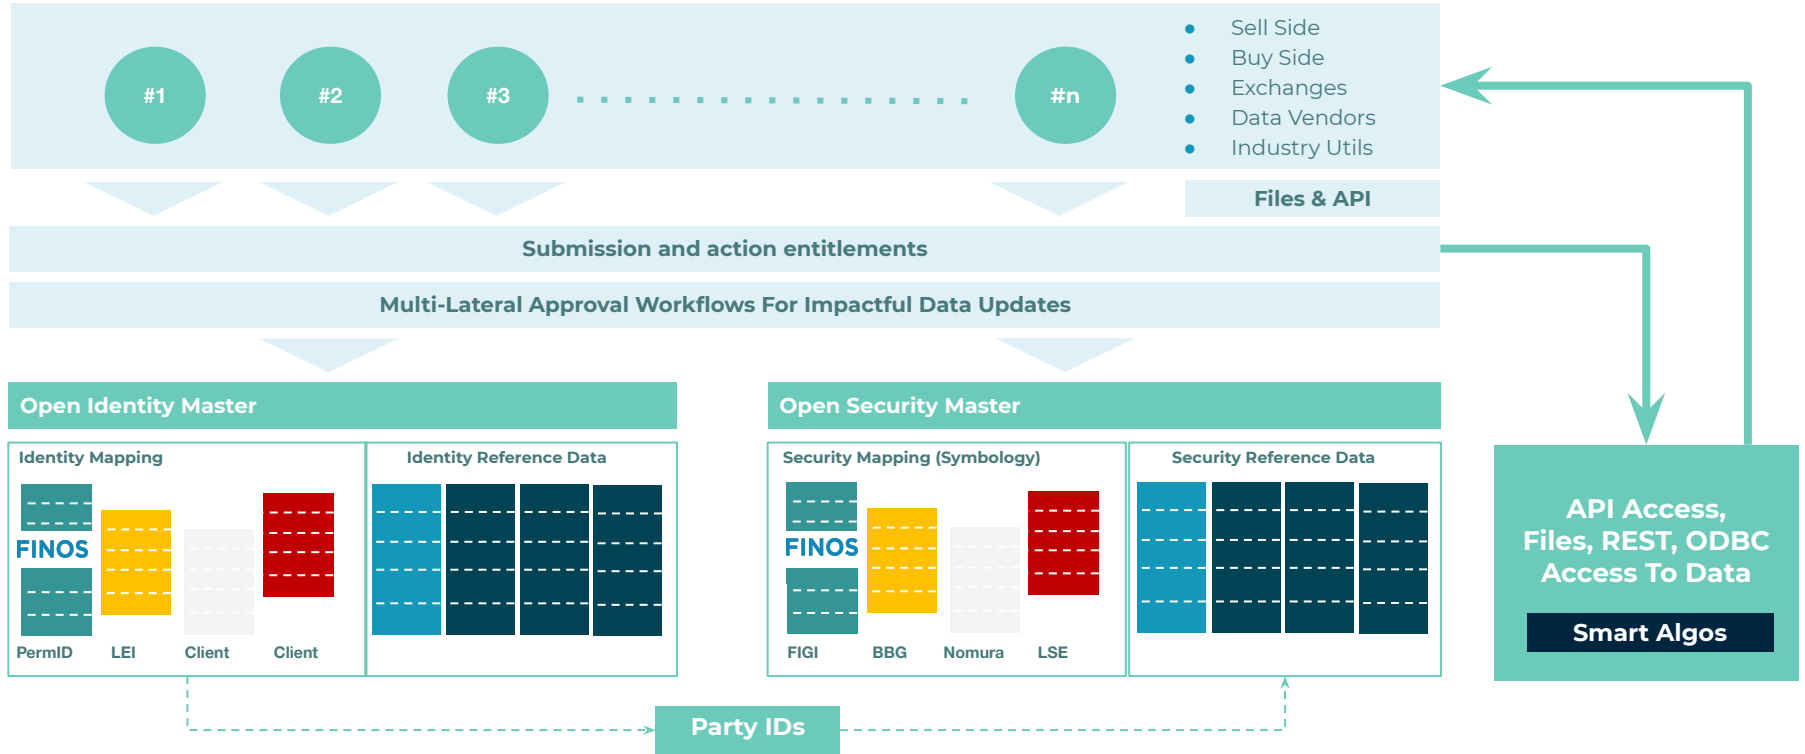 #1
#2
#3
#n
Sell Side
Buy Side
Exchanges
Data Vendors
Industry Utils
Files & API
Submission and action entitlements
Multi-Lateral Approval Workflows For Impactful Data Updates
Open Identity Master
Identity Mapping
Identity Reference Data
FINOS
PermID
LEI
Client
Client
Open Security Master
Security Mapping (Symbology)
Security Reference Data
FINOS
FIGI
BBG
Nomura
LSE
API Access,
Files, REST, ODBC
Access To Data
Smart Algos
Party IDs